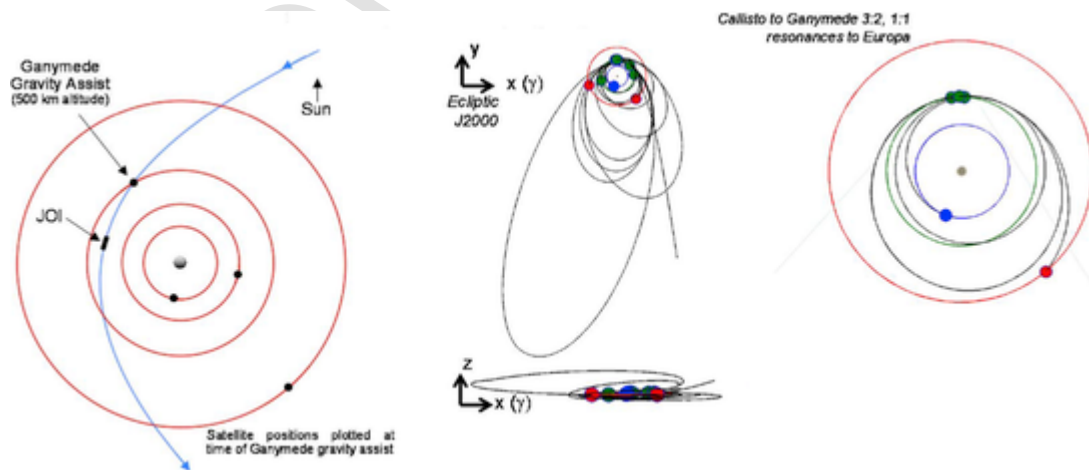 Ganymede
Gravity Assist
(500 km altitude)
Sun
JOI
Satellite positions plotted at
time of Ganymede gravity assist
y
x (γ)
Ecliptic
J2000
z
x (γ)
Callisto to Ganymede 3:2, 1:1
resonances to Europa